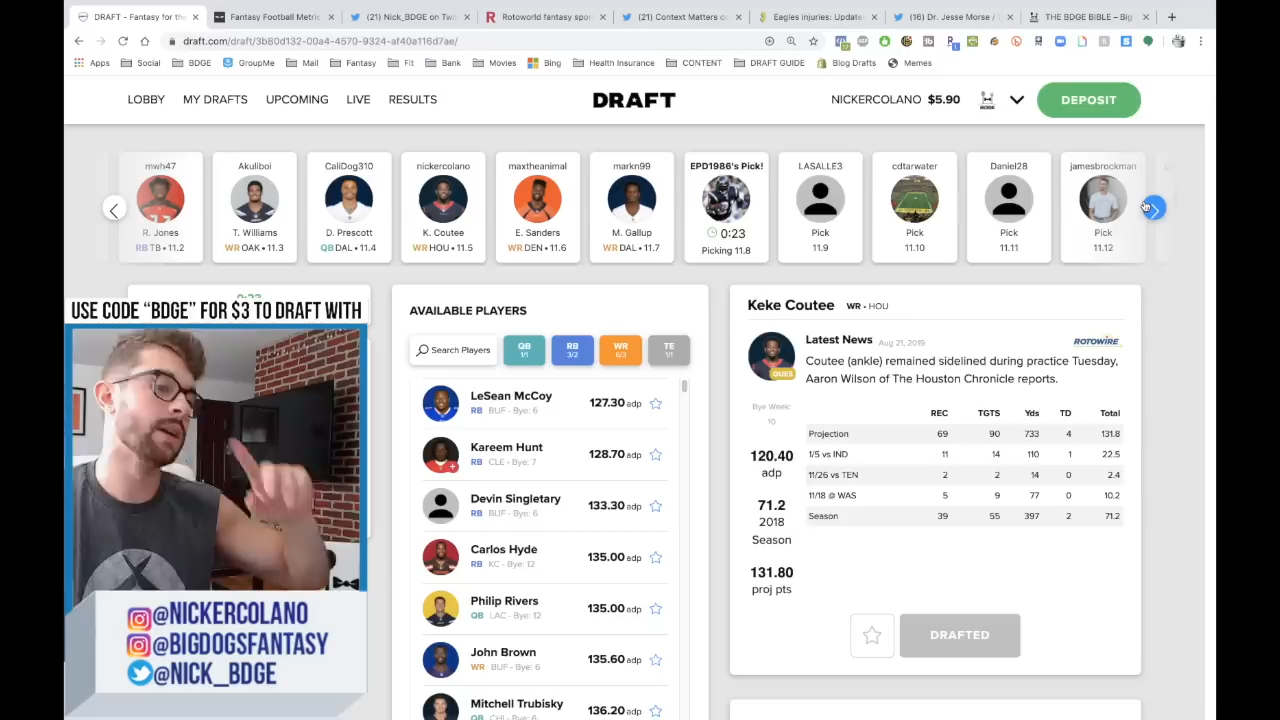 DRAFT - Fantasy for the
Fantasy Football Metric
(21) Nick_BDGE on Twi
Rotoworld fantasy spor
(21) Context Matters o
Eagles injuries: Update
(16) Dr. Jesse Morse /
THE BDGE BIBLE – Big
draft.com/draft/3b80d132-00a4-4570-9324-af40a116d7ae/
Apps
Social
BDGE
GroupMe
Mail
Fantasy
Fit
Bank
Movies
Bing
Health Insurance
CONTENT
DRAFT GUIDE
Blog Drafts
Memes
LOBBY
MY DRAFTS
UPCOMING
LIVE
RESULTS
DRAFT
NICKERCOLANO $5.90
DEPOSIT
mwh47
R. Jones
RB TB • 11.2
Akuliboi
T. Williams
WR OAK • 11.3
CaliDog310
D. Prescott
QB DAL • 11.4
nickercolano
K. Coutee
WR HOU • 11.5
maxtheanimal
E. Sanders
WR DEN • 11.6
markn99
M. Gallup
WR DAL • 11.7
EPD1986's Pick!
0:23
Picking 11.8
LASALLE3
Pick
11.9
cdtarwater
Pick
11.10
Daniel28
Pick
11.11
jamesbrockman
Pick
11.12
USE CODE “BDGE” FOR $3 TO DRAFT WITH
@NICKERCOLANO
@BIGDOGSFANTASY
@NICK_BDGE
AVAILABLE PLAYERS
Search Players
QB
1/1
RB
3/2
WR
6/3
TE
1/1
LeSean McCoy
RB BUF - Bye: 6
127.30 adp
Kareem Hunt
RB CLE - Bye: 7
128.70 adp
Devin Singletary
RB BUF - Bye: 6
133.30 adp
Carlos Hyde
RB KC - Bye: 12
135.00 adp
Philip Rivers
QB LAC - Bye: 12
135.00 adp
John Brown
WR BUF - Bye: 6
135.60 adp
Mitchell Trubisky
QB CHI - Bye: 6
136.20 adp
Keke Coutee WR - HOU
QUES
Latest News Aug 21, 2019
ROTOWIRE
Coutee (ankle) remained sidelined during practice Tuesday,
Aaron Wilson of The Houston Chronicle reports.
Bye Week:
10
120.40
adp
71.2
2018
Season
131.80
proj pts
REC TGTS Yds TD Total
Projection 69 90 733 4 131.8
1/5 vs IND 11 14 110 1 22.5
11/26 vs TEN 2 2 14 0 2.4
11/18 @ WAS 5 9 77 0 10.2
Season 39 55 397 2 71.2
DRAFTED